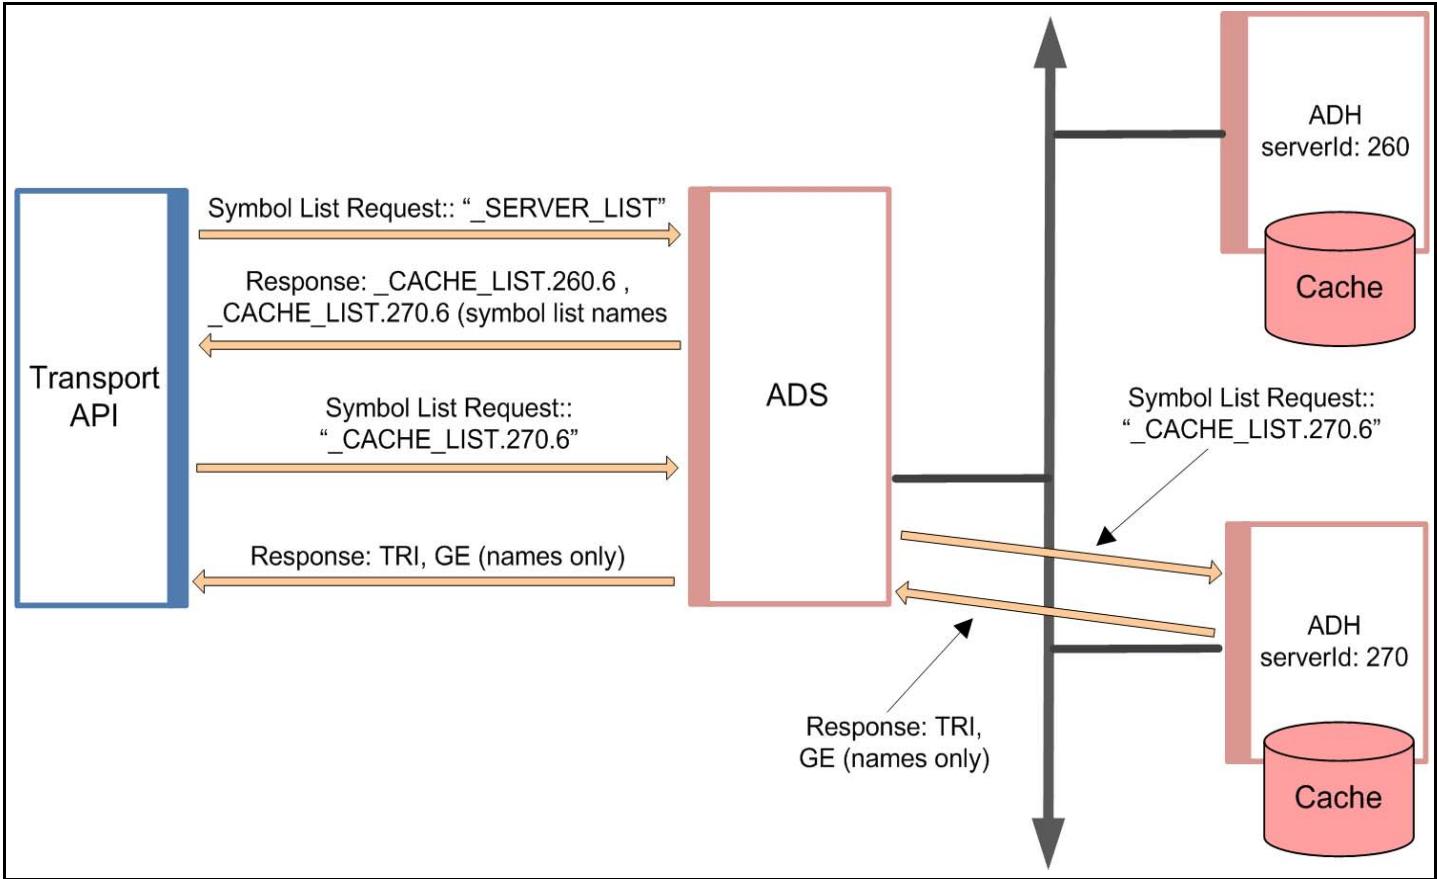 ADH
serverId: 260
Cache
Symbol List Request:: “_SERVER_LIST”
Response: _CACHE_LIST.260.6 ,
_CACHE_LIST.270.6 (symbol list names
Transport
API
ADS
Symbol List Request::
“_CACHE_LIST.270.6”
Symbol List Request::
“_CACHE_LIST.270.6”
Response: TRI, GE (names only)
ADH
serverId: 270
Response: TRI,
GE (names only)
Cache